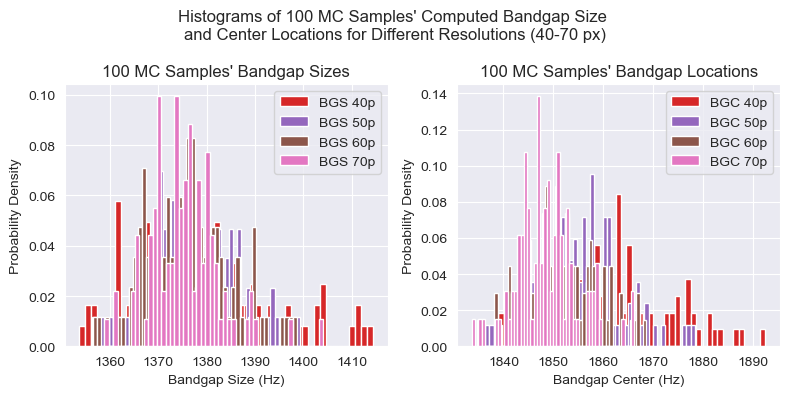 Histograms of 100 MC Samples' Computed Bandgap Size
and Center Locations for Different Resolutions (40-70 px)
100 MC Samples' Bandgap Sizes
Probability Density
0.10
0.08
0.06
0.04
0.02
0.00
BGS 40p
BGS 50p
BGS 60p
BGS 70p
1360 1370 1380 1390 1400 1410
Bandgap Size (Hz)
100 MC Samples' Bandgap Locations
Probability Density
0.14
0.12
0.10
0.08
0.06
0.04
0.02
0.00
BGC 40p
BGC 50p
BGC 60p
BGC 70p
1840 1850 1860 1870 1880 1890
Bandgap Center (Hz)